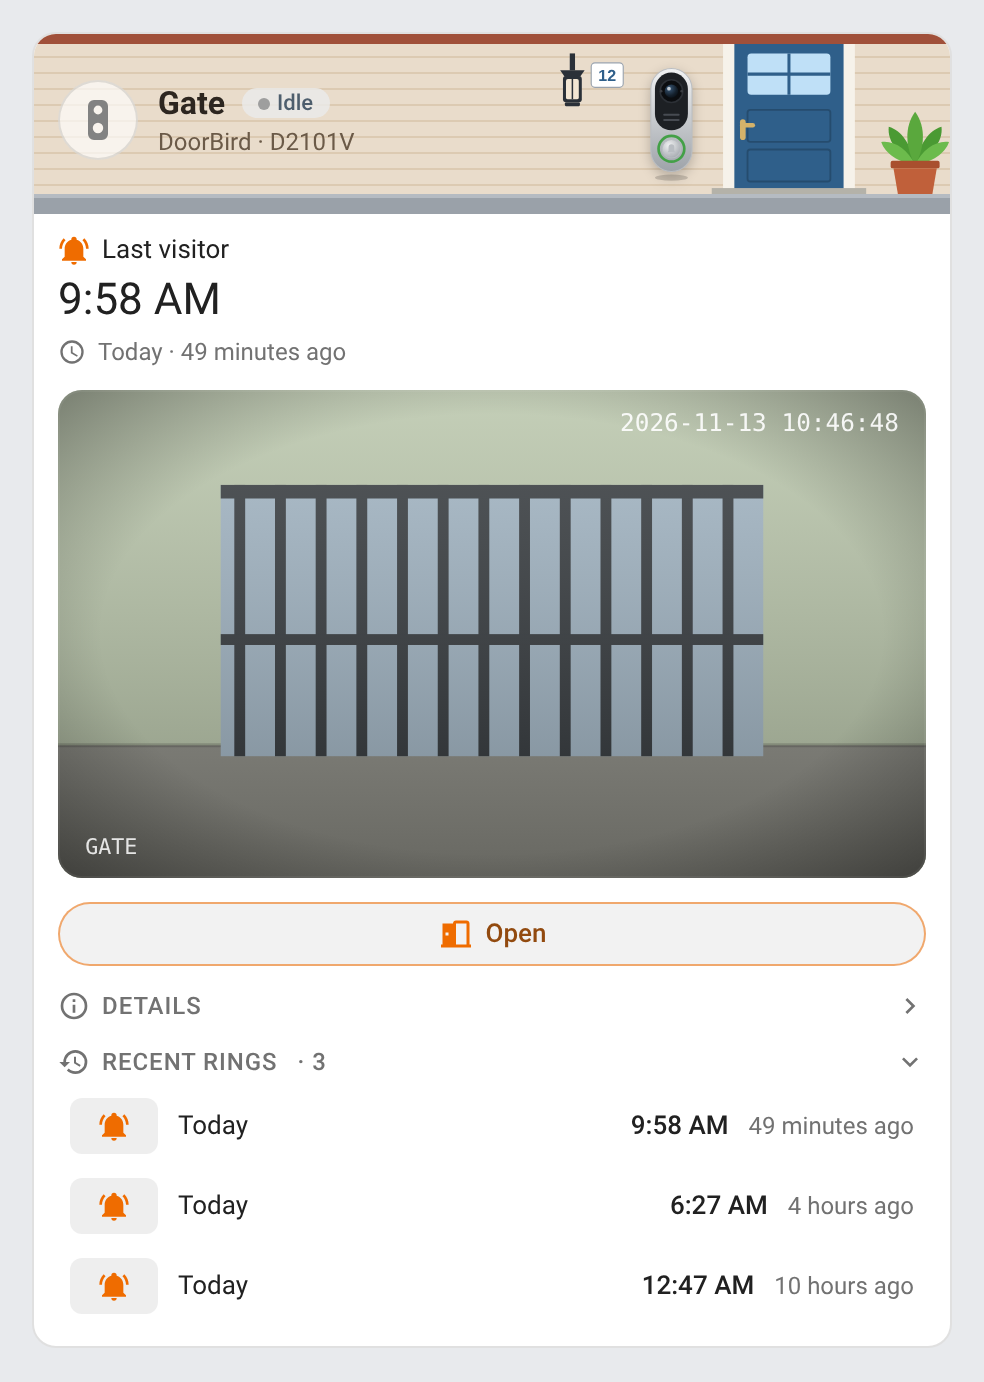 Gate
Idle
DoorBird · D2101V
12
Last visitor
9:58 AM
Today · 49 minutes ago
2026-11-13 10:46:48
GATE
Open
DETAILS
RECENT RINGS · 3
Today 9:58 AM 49 minutes ago
Today 6:27 AM 4 hours ago
Today 12:47 AM 10 hours ago